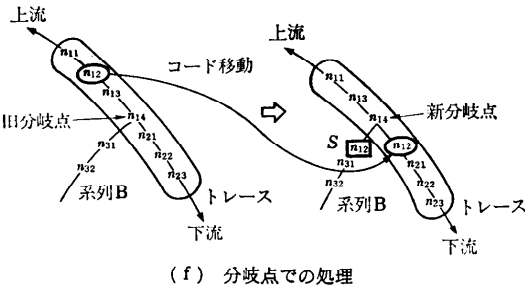 上流
n11
n12
コード移動
n13
旧分岐点
n14
n31
n21
n32
n22
n23
系列B
トレース
下流
上流
n11
n13
n14
新分岐点
S
n12
n12
n31
n21
n32
n22
n23
系列B
トレース
下流
(f) 分岐点での処理